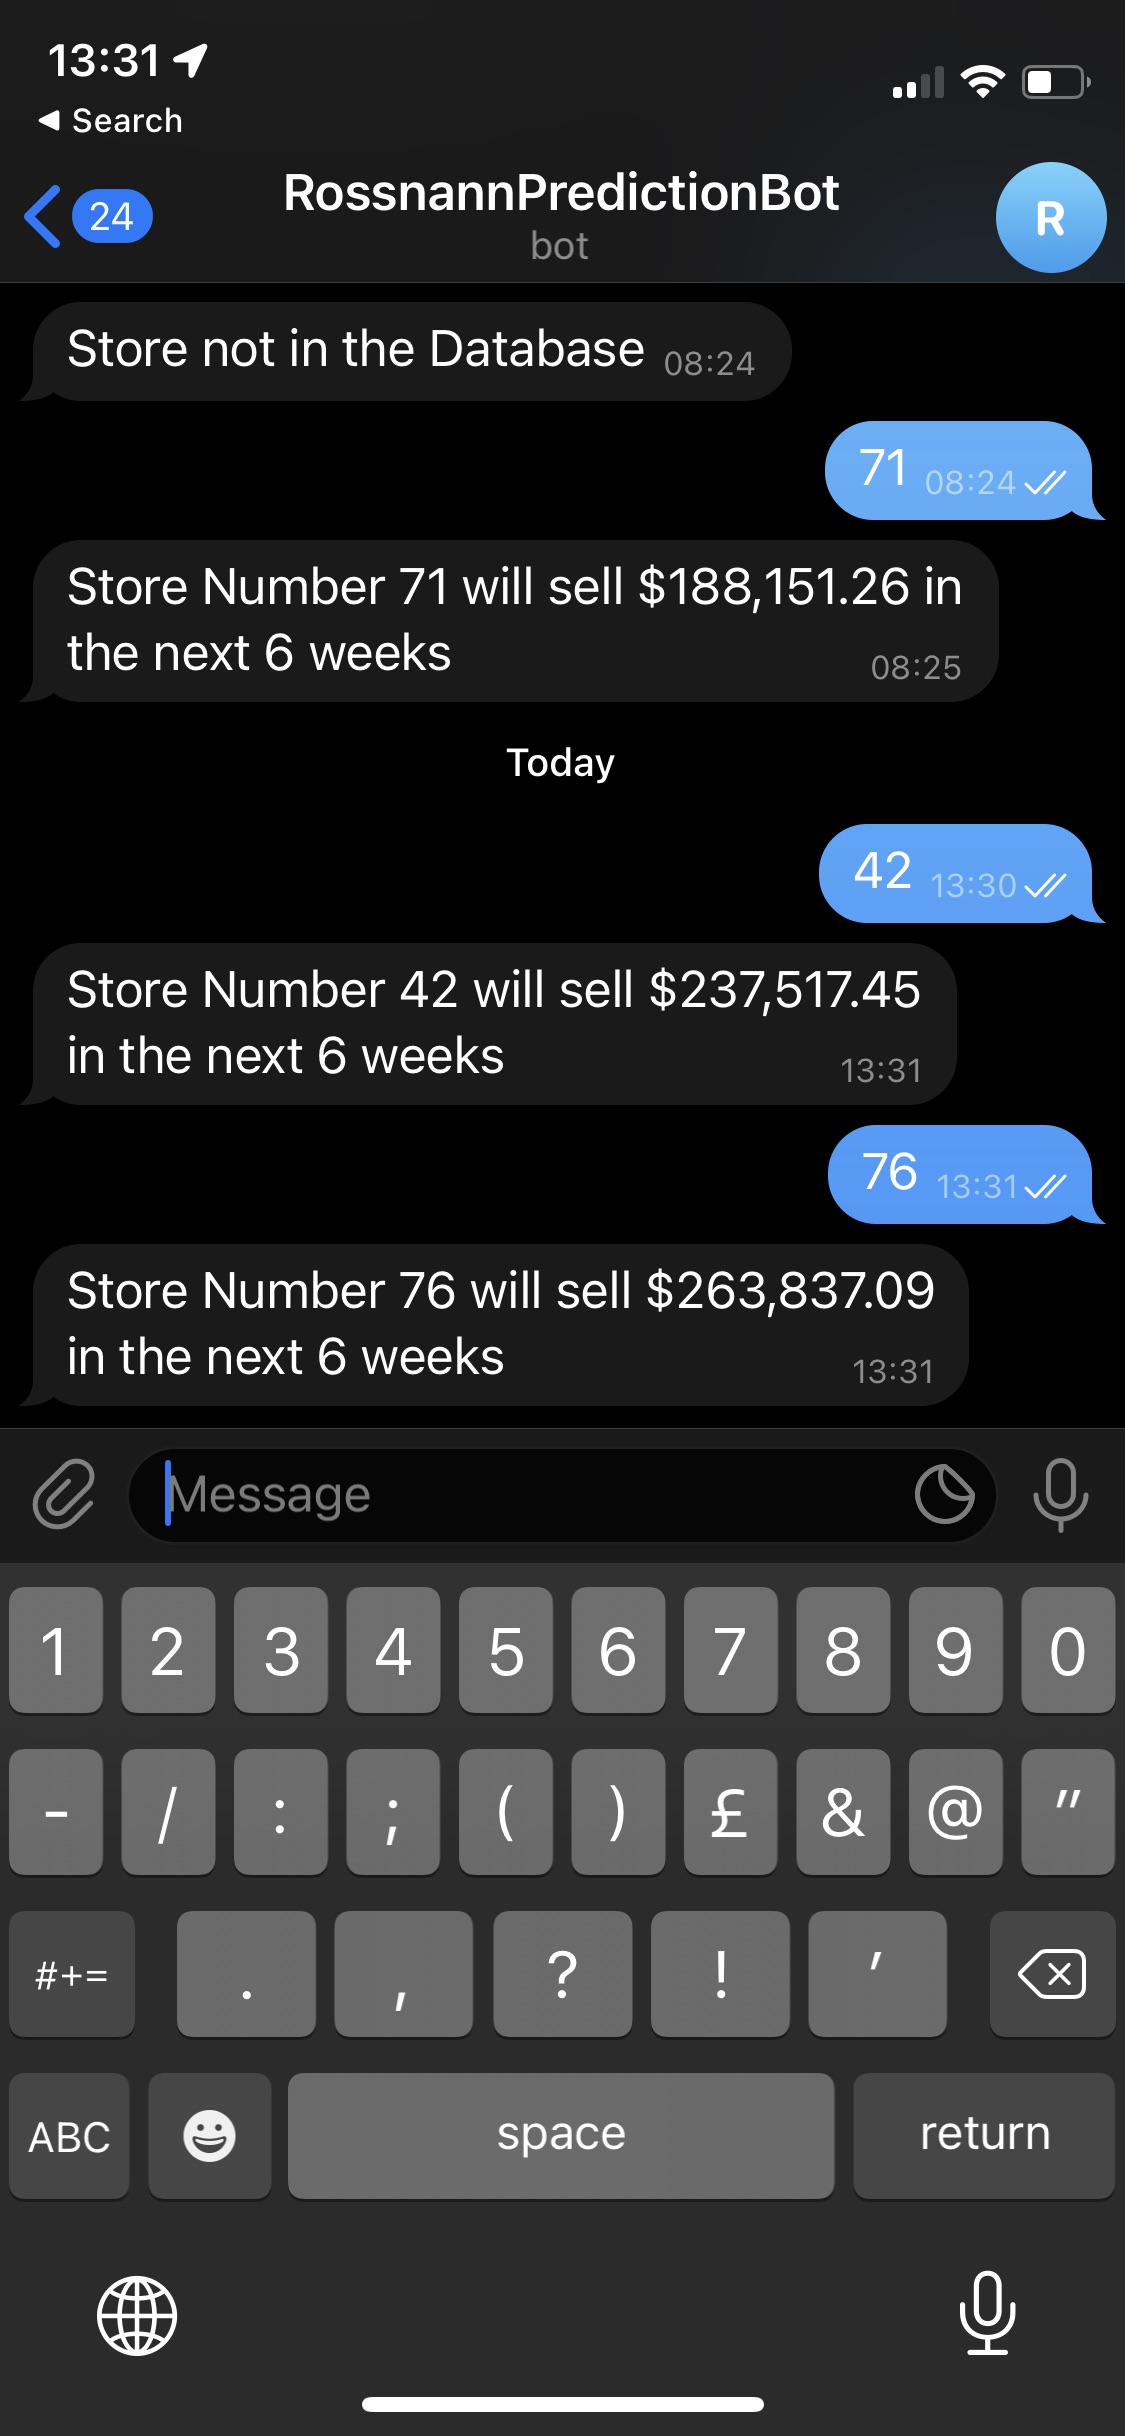 13:31
Search
24
RossnannPredictionBot
bot
R
Store not in the Database 08:24
71 08:24
Store Number 71 will sell $188,151.26 in
the next 6 weeks
08:25
Today
42 13:30
Store Number 42 will sell $237,517.45
in the next 6 weeks
13:31
76 13:31
Store Number 76 will sell $263,837.09
in the next 6 weeks
13:31
Message
1 2 3 4 5 6 7 8 9 0
- / : ; ( ) £ & @ "
#+= . , ? ! '
ABC space return